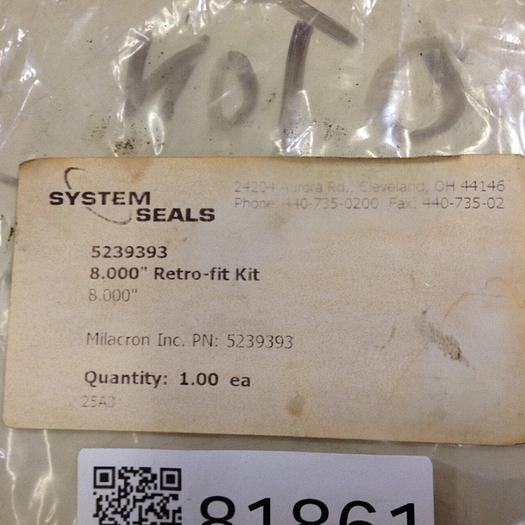 SYSTEM
SEALS
24204 Aurora Rd., Cleveland, OH 44146
Phone: 440-735-0200 Fax: 440-735-02
5239393
8.000" Retro-fit Kit
8.000"
Milacron Inc. PN: 5239393
Quantity: 1.00 ea
25A3
81861